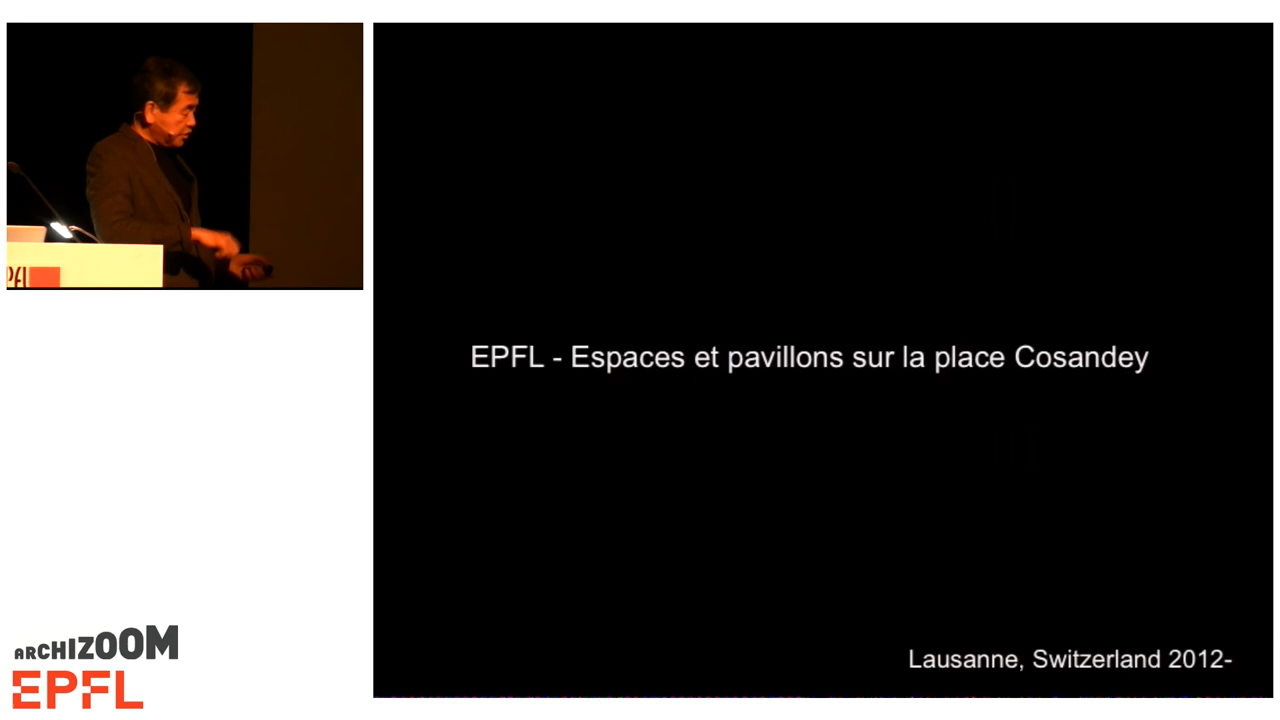 EPFL - Espaces et pavillons sur la place Cosandey
Lausanne, Switzerland 2012-
ARCHIZOOM
EPFL